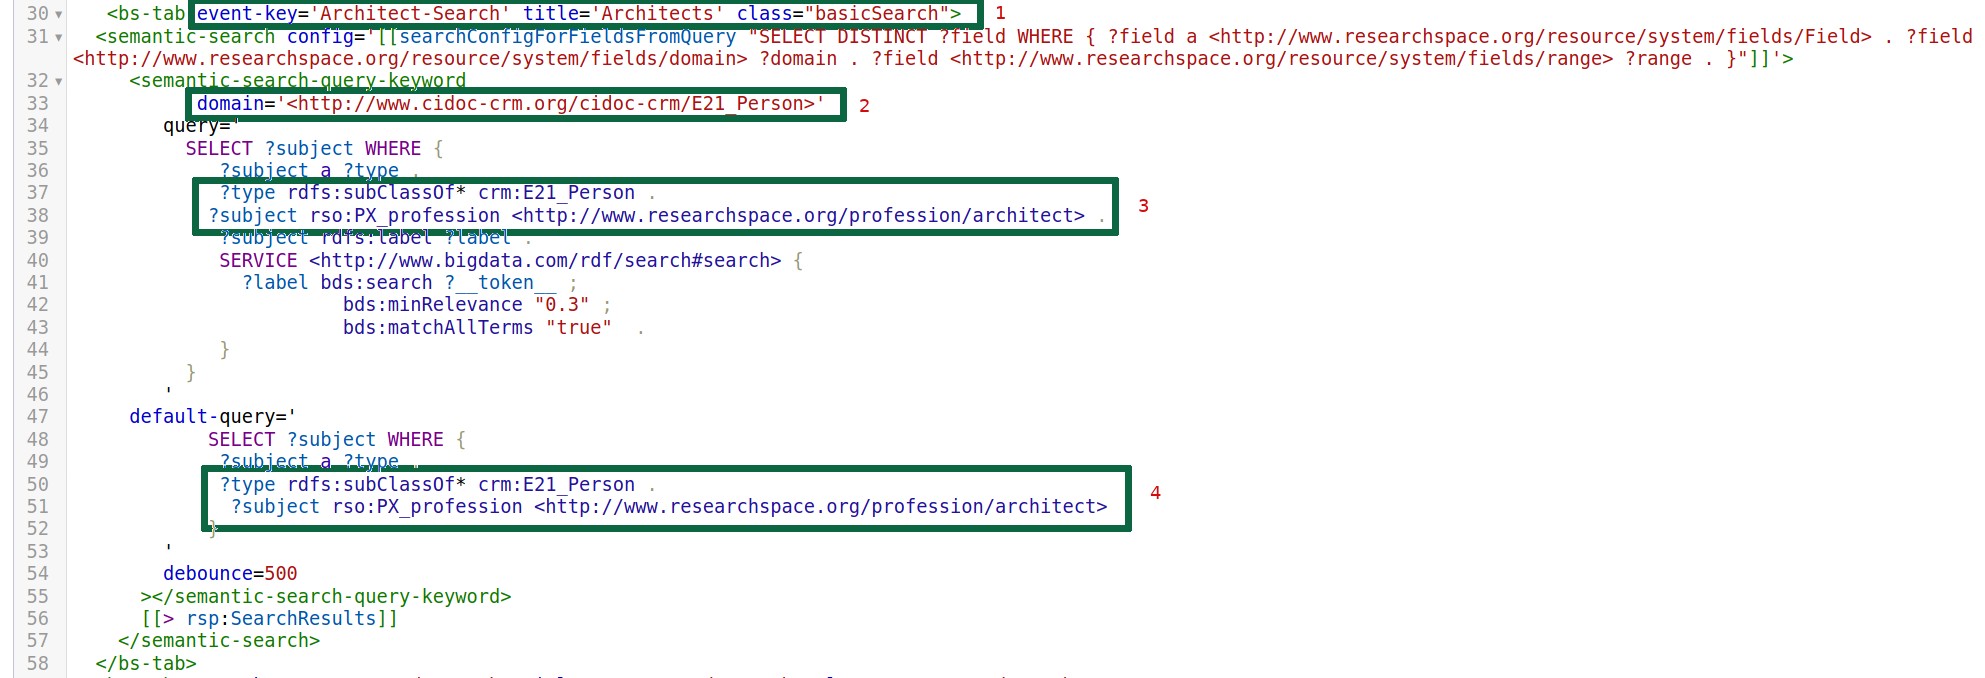 30 <bs-tab event-key='Architect-Search' title='Architects' class="basicSearch"> 1
31 <semantic-search config='[[searchConfigForFieldsFromQuery "SELECT DISTINCT ?field WHERE { ?field a <http://www.researchspace.org/resource/system/fields/Field> . ?field
<http://www.researchspace.org/resource/system/fields/domain> ?domain . ?field <http://www.researchspace.org/resource/system/fields/range> ?range . }"]]'>
32 <semantic-search-query-keyword
33 domain='<http://www.cidoc-crm.org/cidoc-crm/E21_Person>' 2
34 query='
35 SELECT ?subject WHERE {
36 ?subject a ?type .
37 ?type rdfs:subClassOf* crm:E21_Person .
38 ?subject rso:PX_profession <http://www.researchspace.org/profession/architect> . 3
39 ?subject rdfs:label ?label .
40 SERVICE <http://www.bigdata.com/rdf/search#search> {
41 ?label bds:search ?__token__ ;
42 bds:minRelevance "0.3" ;
43 bds:matchAllTerms "true" .
44 }
45 }
46 '
47 default-query='
48 SELECT ?subject WHERE {
49 ?subject a ?type .
50 ?type rdfs:subClassOf* crm:E21_Person .
51 ?subject rso:PX_profession <http://www.researchspace.org/profession/architect> 4
52 }
53 '
54 debounce=500
55 ></semantic-search-query-keyword>
56 [[> rsp:SearchResults]]
57 </semantic-search>
58 </bs-tab>